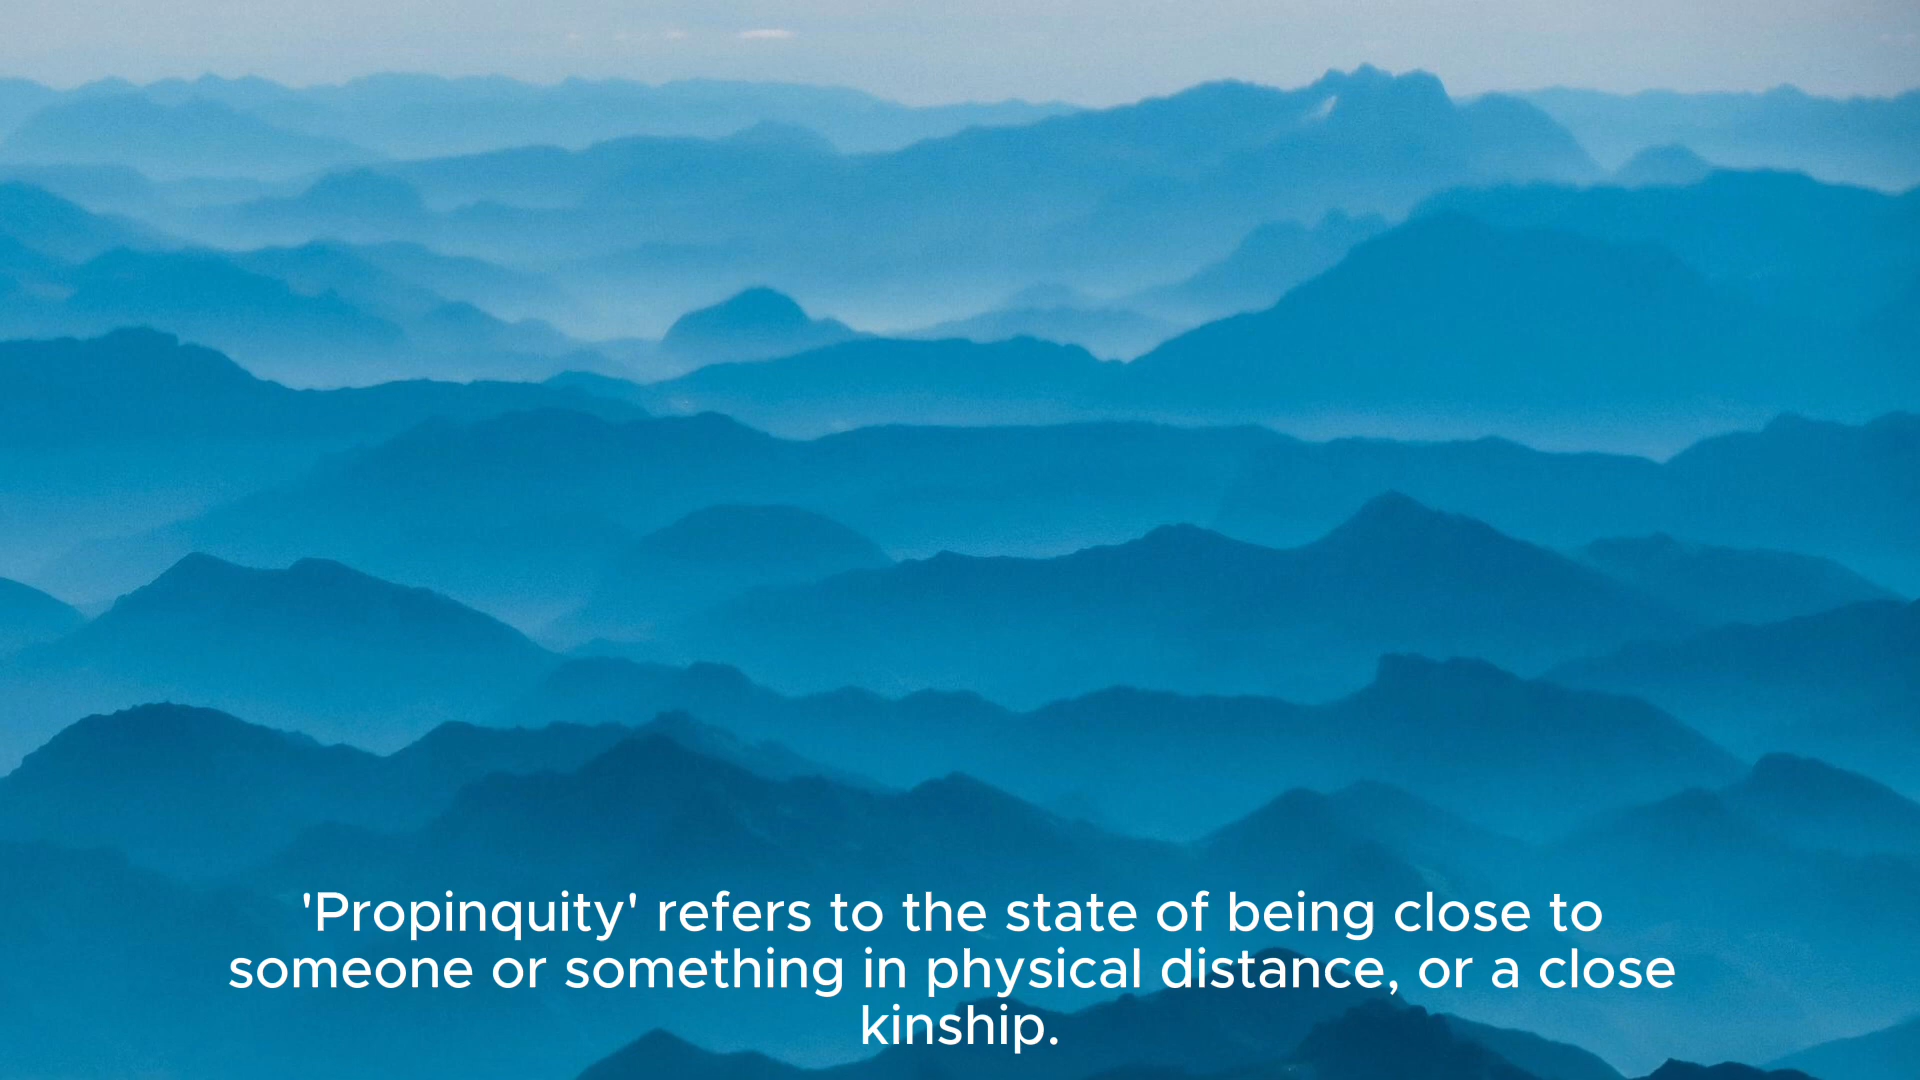 'Propinquity' refers to the state of being close to
someone or something in physical distance, or a close
kinship.